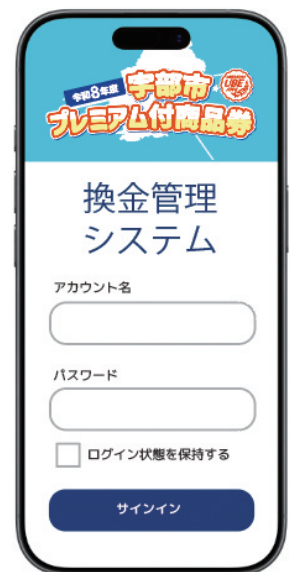 令和8年度 宇部市
UBE
プレミアム付商品券
換金管理
システム
アカウント名
パスワード
ログイン状態を保持する
サインイン